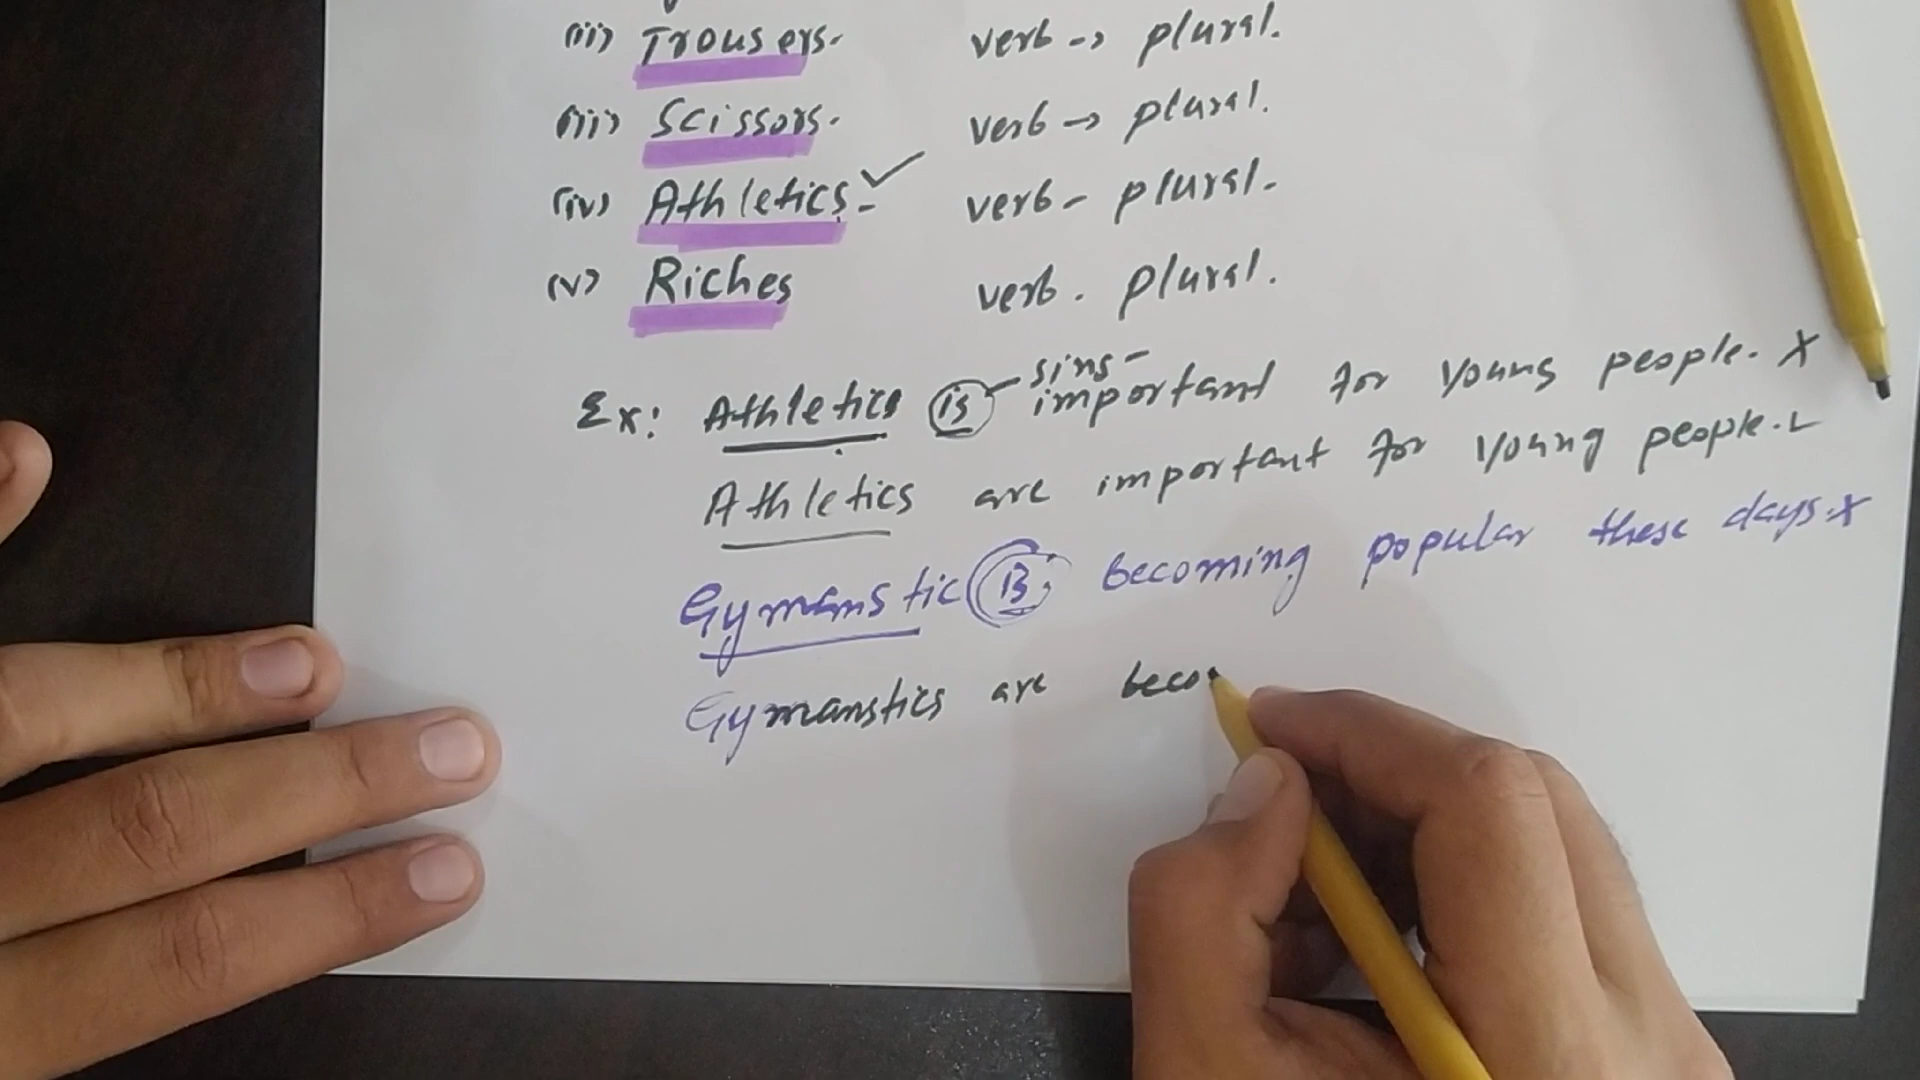 (ii) Trousers. verb -> plural.
(iii) Scissors. verb -> plural.
(iv) Athletics - ✓ verb - plural.
(v) Riches verb. plural.
sing -
Ex: Athletics is important for young people. X
Athletics are important for young people.
Gymanstic is becoming popular these days. X
Gymanstics are beco